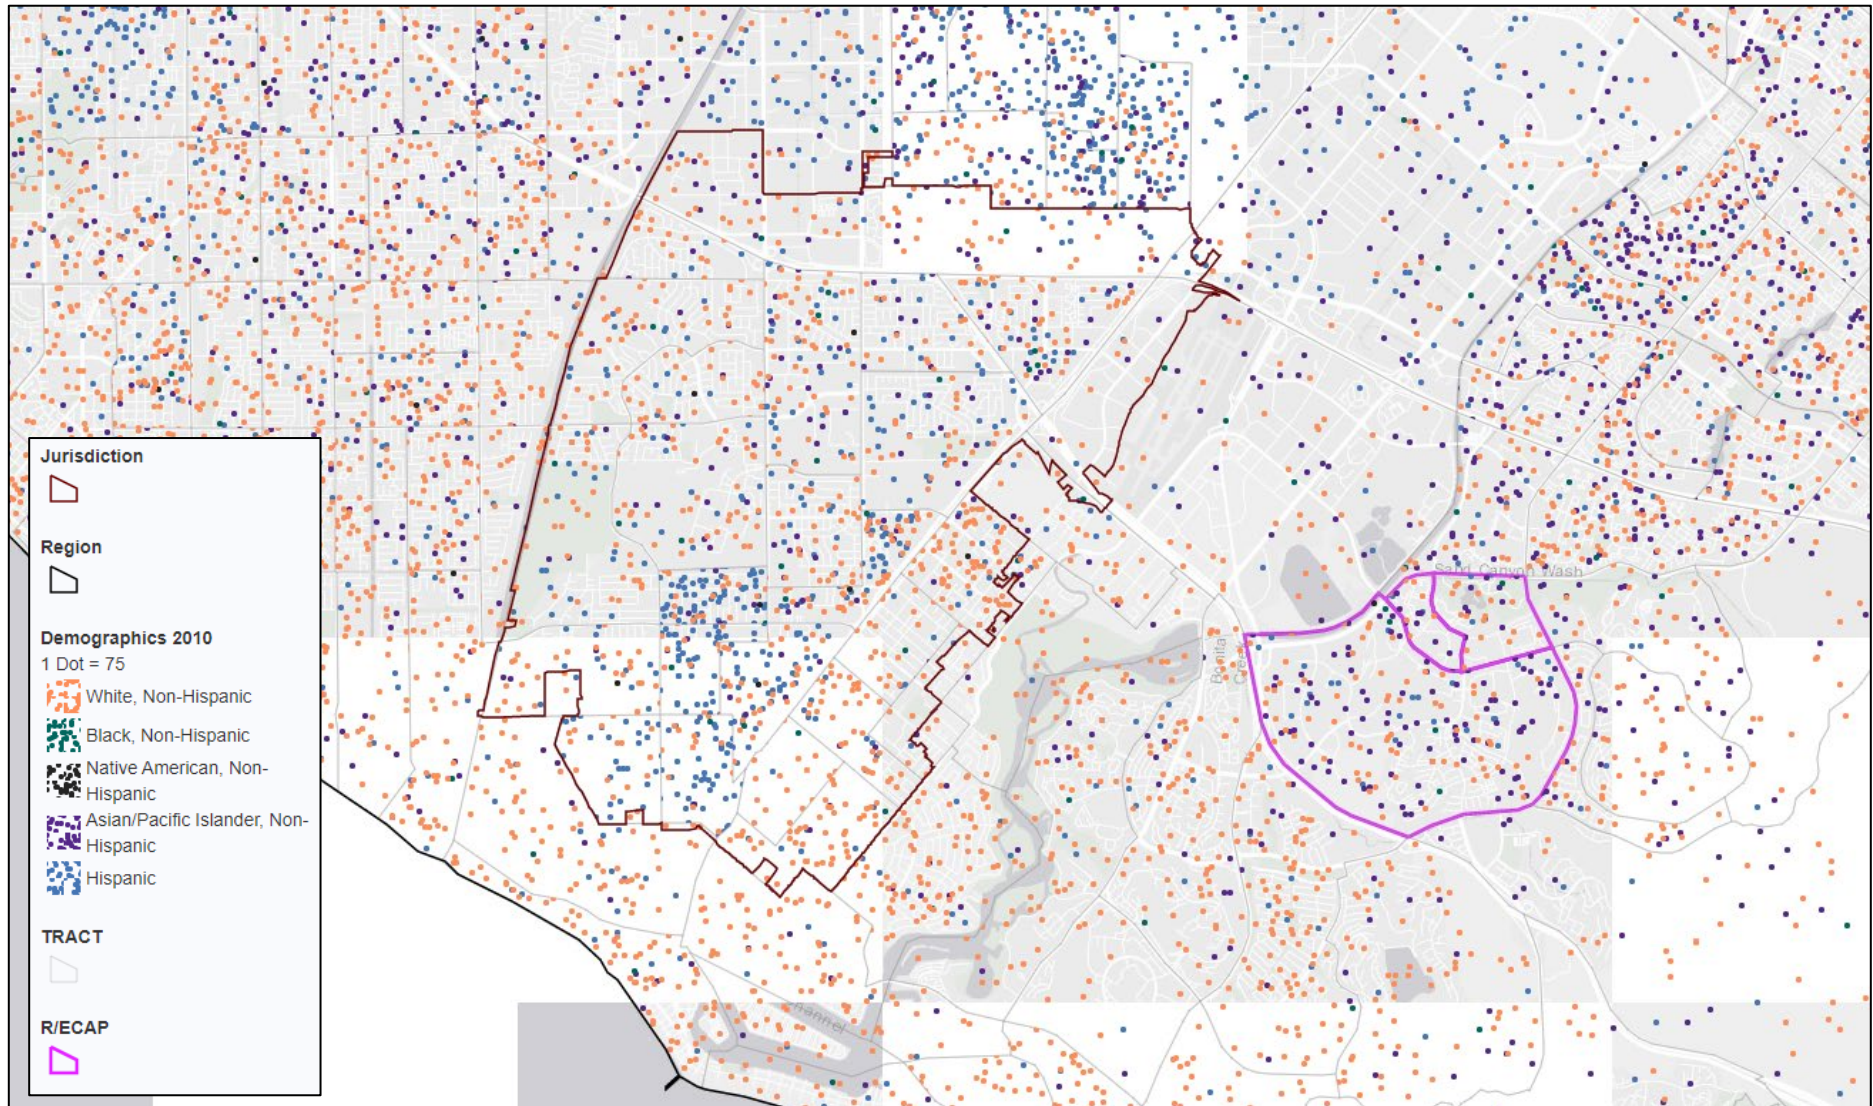 Jurisdiction
Region
Demographics 2010
1 Dot = 75
White, Non-Hispanic
Black, Non-Hispanic
Native American, Non-
Hispanic
Asian/Pacific Islander, Non-
Hispanic
Hispanic
TRACT
R/ECAP
Sand Canyon Wash
Bonita
Creek
Channel